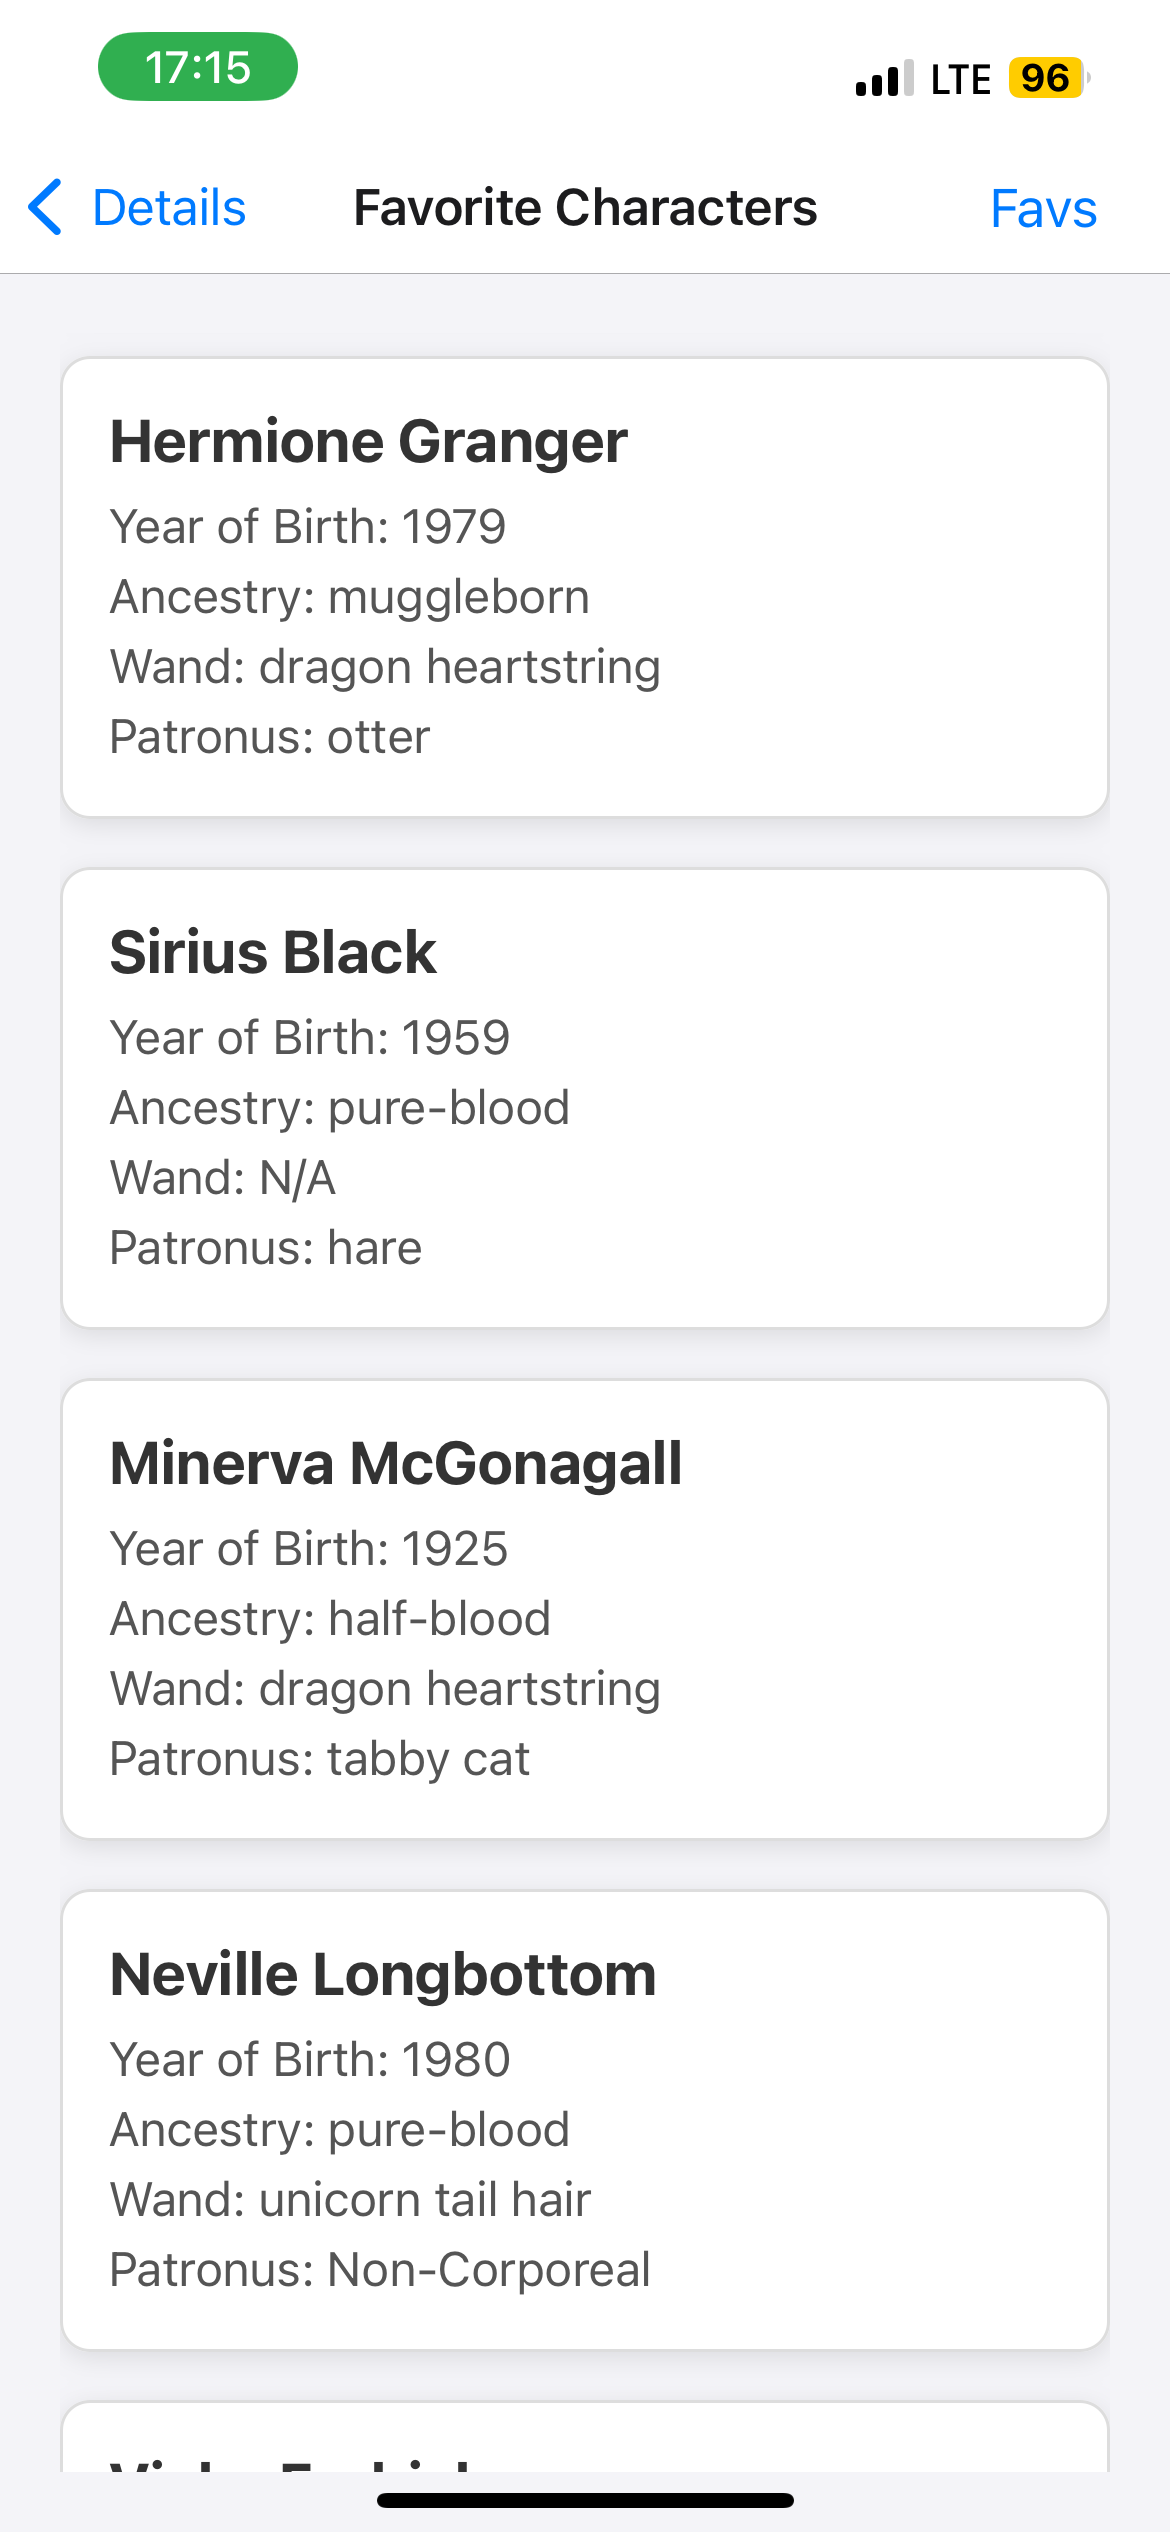 17:15
LTE 96
Details Favorite Characters Favs
Hermione Granger
Year of Birth: 1979
Ancestry: muggleborn
Wand: dragon heartstring
Patronus: otter
Sirius Black
Year of Birth: 1959
Ancestry: pure-blood
Wand: N/A
Patronus: hare
Minerva McGonagall
Year of Birth: 1925
Ancestry: half-blood
Wand: dragon heartstring
Patronus: tabby cat
Neville Longbottom
Year of Birth: 1980
Ancestry: pure-blood
Wand: unicorn tail hair
Patronus: Non-Corporeal